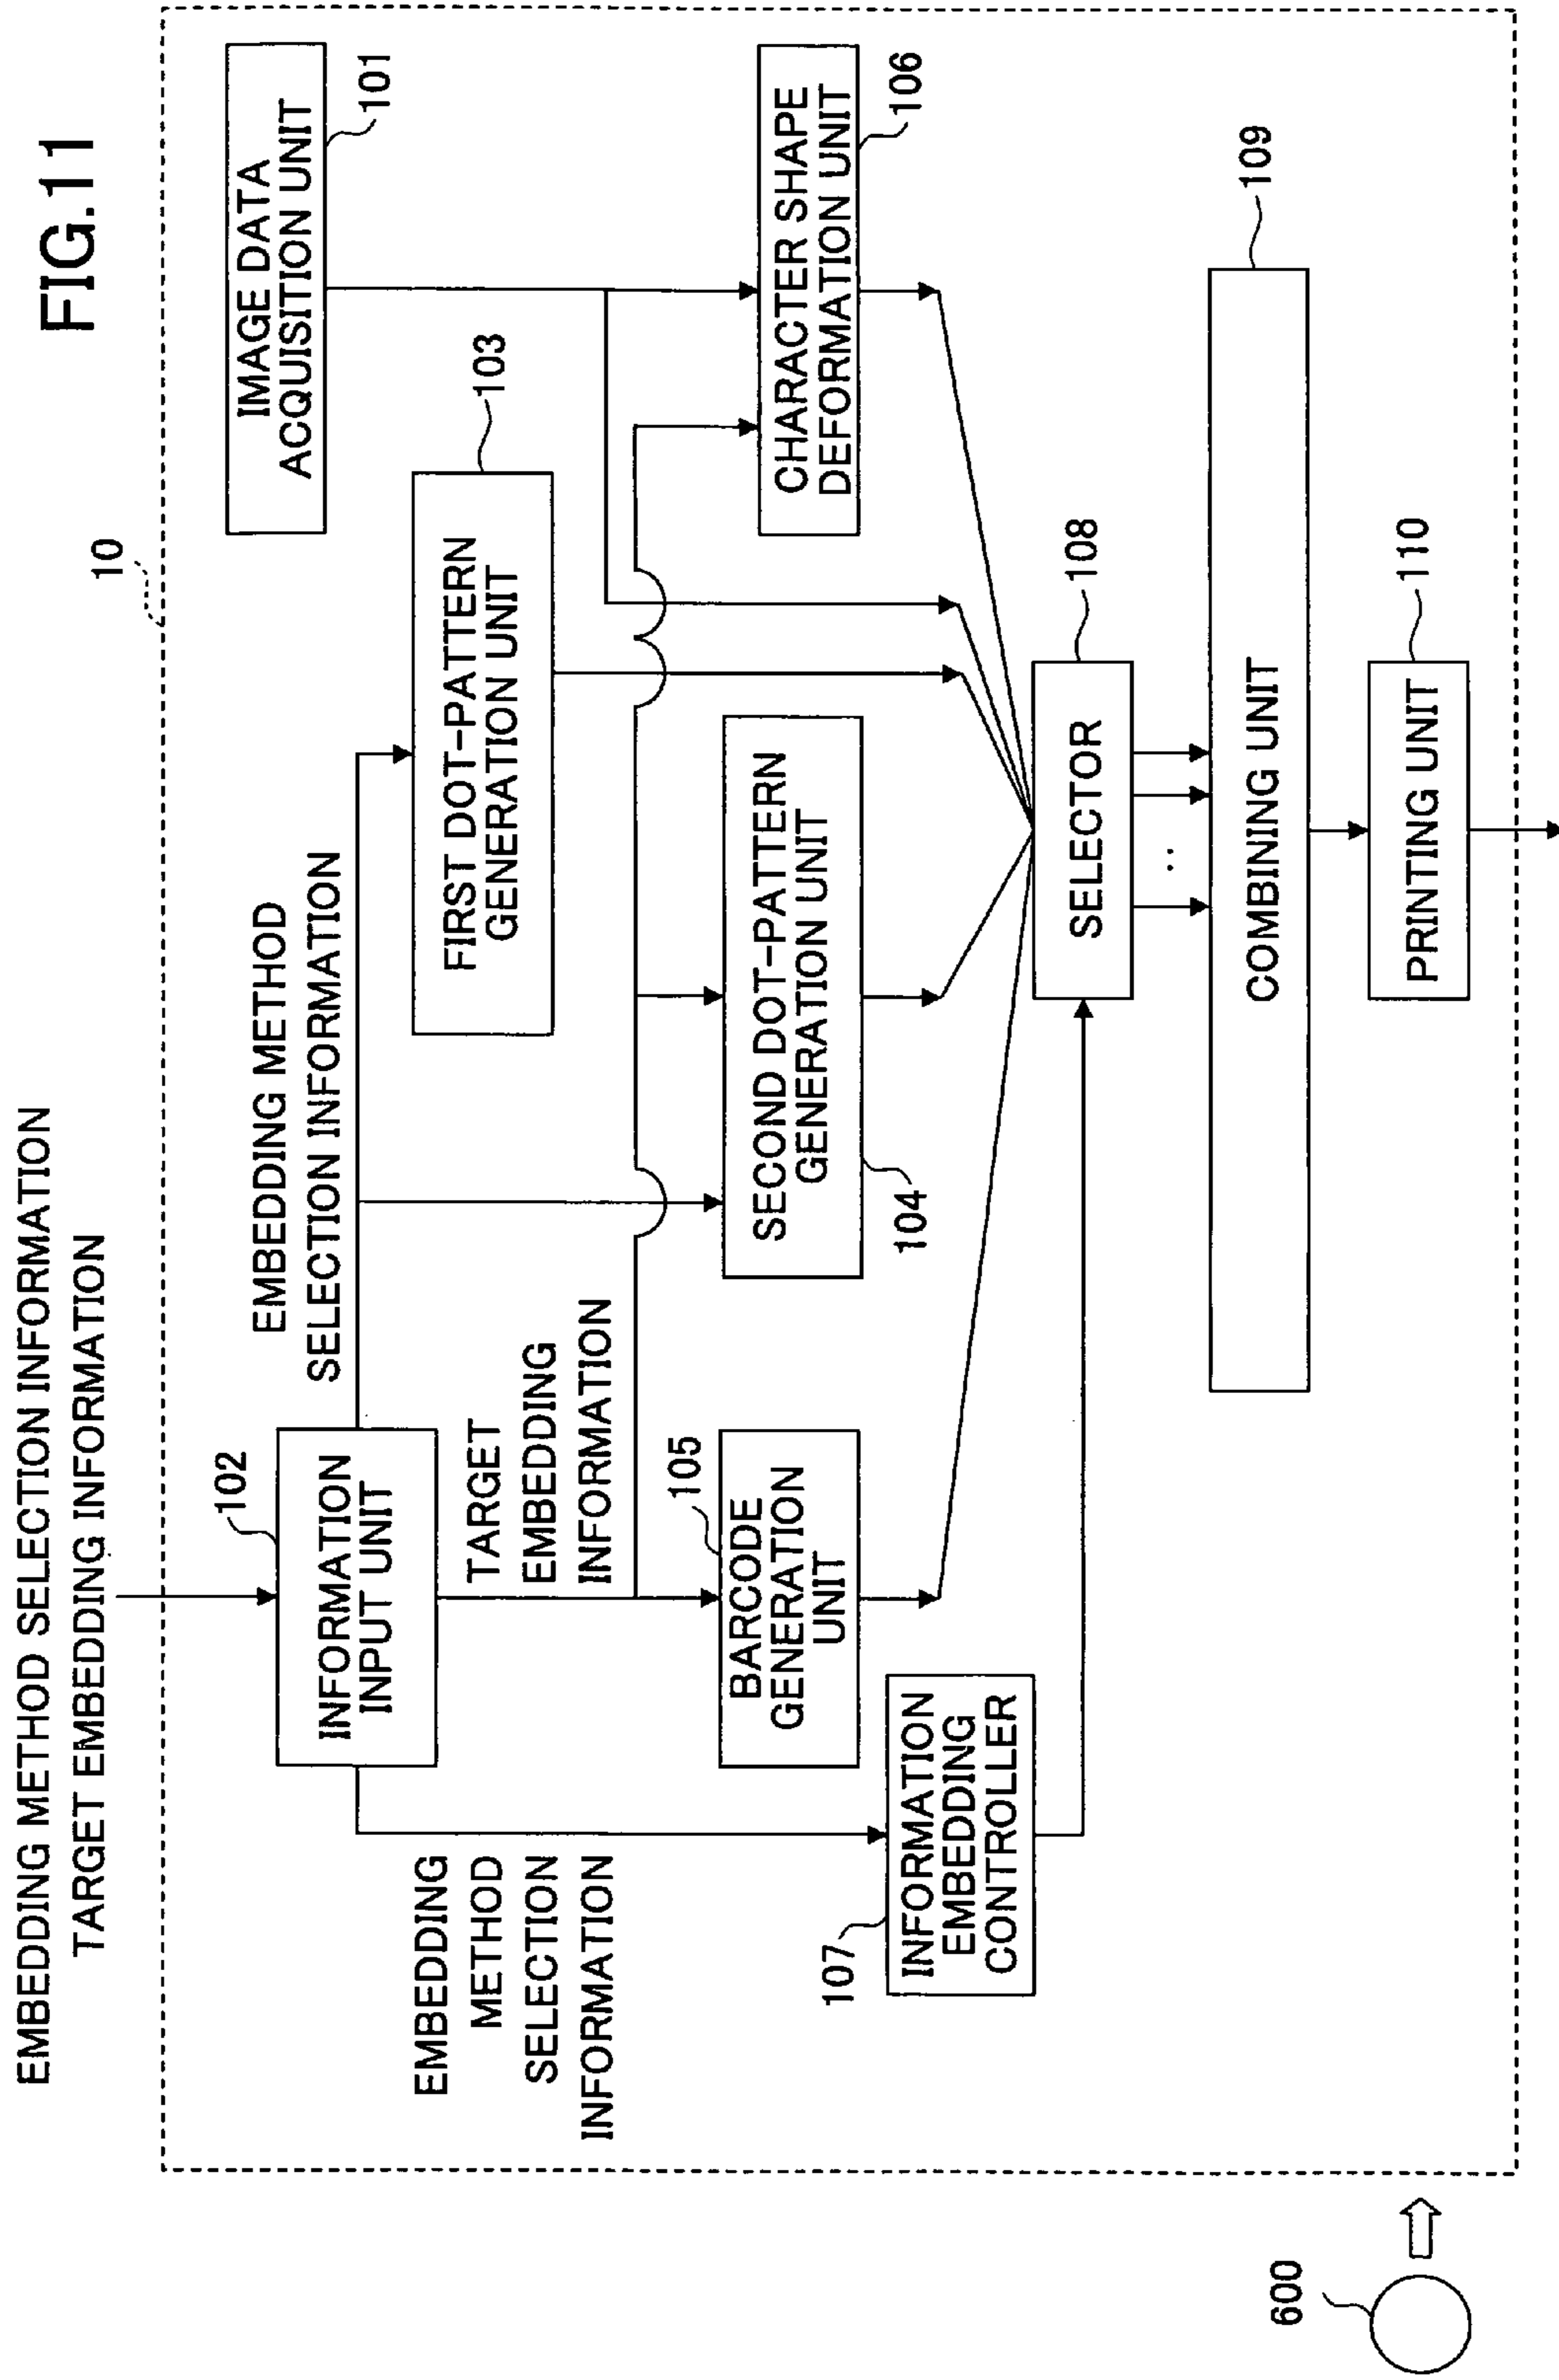 FIG.11
EMBEDDING METHOD SELECTION INFORMATION
TARGET EMBEDDING INFORMATION
10
102
INFORMATION
INPUT UNIT
EMBEDDING METHOD
SELECTION INFORMATION
IMAGE DATA
ACQUISITION UNIT
101
FIRST DOT-PATTERN
GENERATION UNIT
103
EMBEDDING
METHOD
SELECTION
INFORMATION
TARGET
EMBEDDING
INFORMATION
105
BARCODE
GENERATION
UNIT
SECOND DOT-PATTERN
GENERATION UNIT
104
CHARACTER SHAPE
DEFORMATION UNIT
106
107
INFORMATION
EMBEDDING
CONTROLLER
SELECTOR
108
..
COMBINING UNIT
109
PRINTING UNIT
110
600